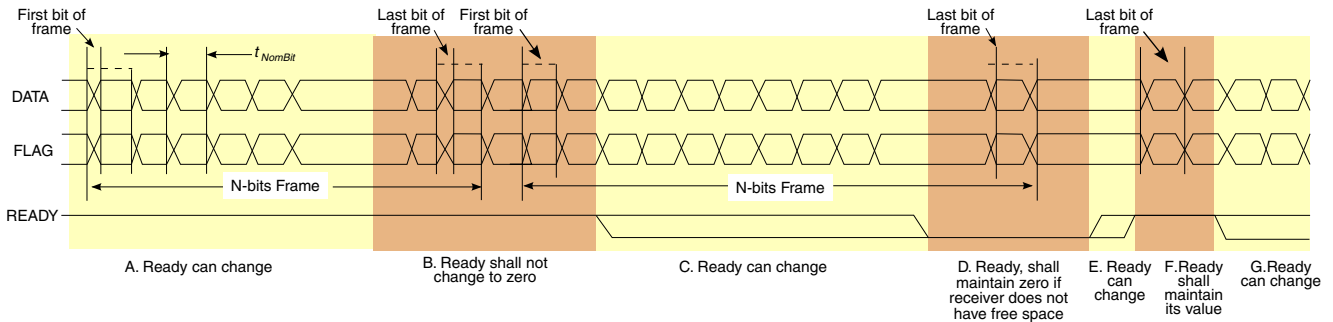 First bit of
frame
t NomBit
Last bit of
frame
First bit of
frame
Last bit of
frame
Last bit of
frame
DATA
FLAG
N-bits Frame
N-bits Frame
READY
A. Ready can change
B. Ready shall not
change to zero
C. Ready can change
D. Ready, shall
maintain zero if
receiver does not
have free space
E. Ready
can
change
F.Ready
shall
maintain
its value
G.Ready
can change